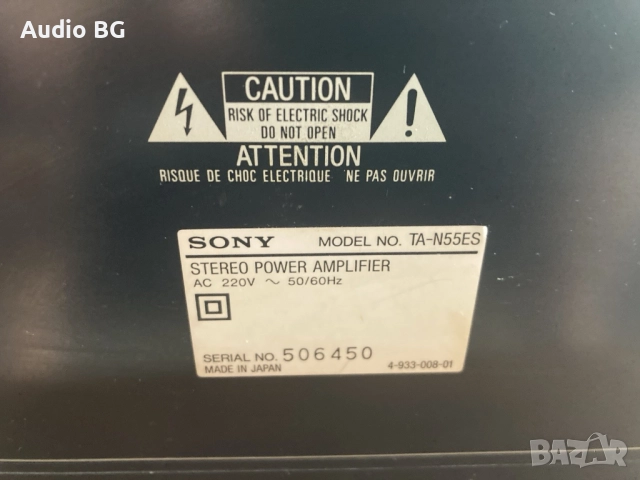 Audio BG
CAUTION
RISK OF ELECTRIC SHOCK
DO NOT OPEN
ATTENTION
RISQUE DE CHOC ELECTRIQUE NE PAS OUVRIR
SONY MODEL NO. TA-N55ES
STEREO POWER AMPLIFIER
AC 220V ~ 50/60Hz
SERIAL NO. 506450
MADE IN JAPAN 4-933-008-01
BAZAR